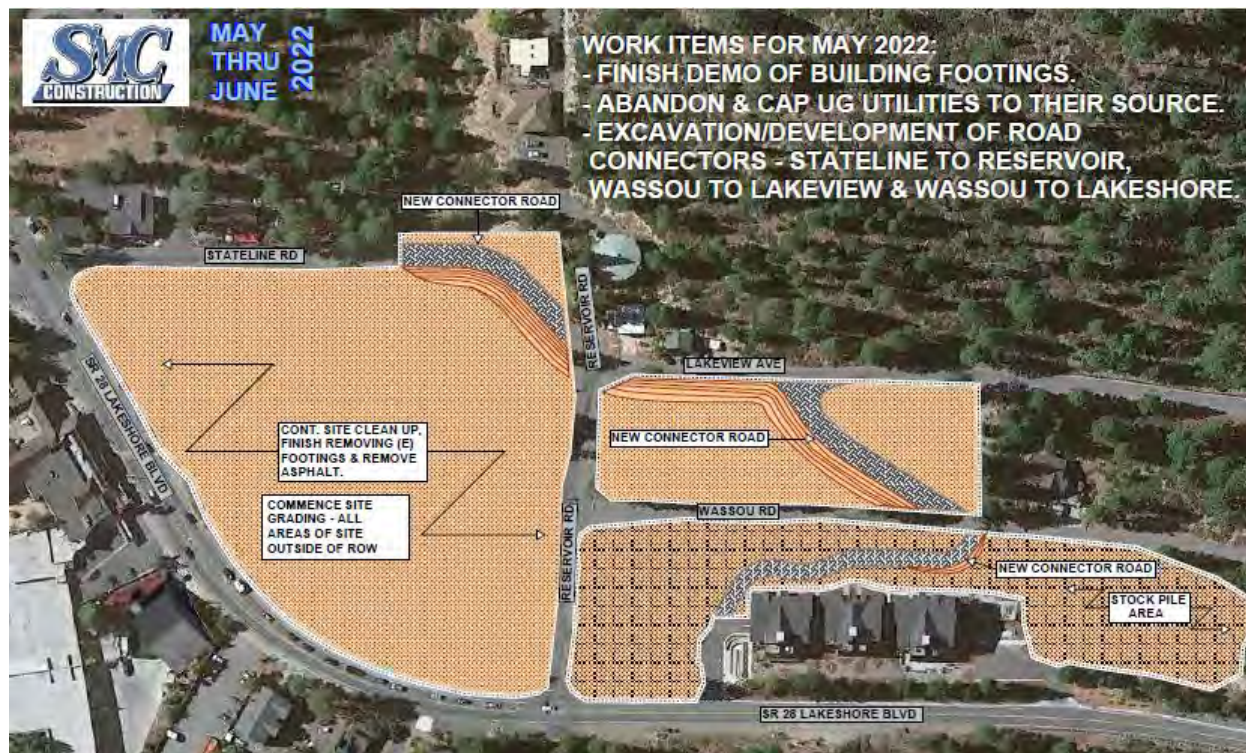 SMC
CONSTRUCTION
MAY
THRU
JUNE
2022
WORK ITEMS FOR MAY 2022:
- FINISH DEMO OF BUILDING FOOTINGS.
- ABANDON & CAP UG UTILITIES TO THEIR SOURCE.
- EXCAVATION/DEVELOPMENT OF ROAD
CONNECTORS - STATELINE TO RESERVOIR,
WASSOU TO LAKEVIEW & WASSOU TO LAKESHORE.
NEW CONNECTOR ROAD
STATELINE RD
RESERVOIR RD
LAKEVIEW AVE
SR 28 LAKESHORE BLVD
CONT. SITE CLEAN UP,
FINISH REMOVING (E)
FOOTINGS & REMOVE
ASPHALT.
NEW CONNECTOR ROAD
COMMENCE SITE
GRADING - ALL
AREAS OF SITE
OUTSIDE OF ROW
RESERVOIR RD
WASSOU RD
NEW CONNECTOR ROAD
STOCK PILE
AREA
SR 28 LAKESHORE BLVD